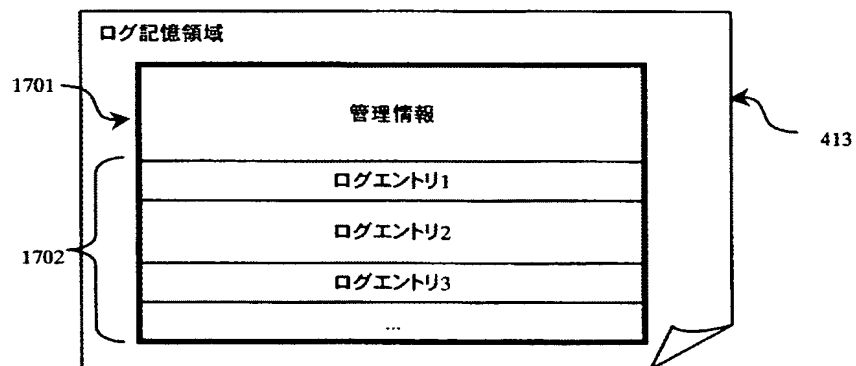 ログ記憶領域
1701
管理情報
413
ログエントリ1
ログエントリ2
1702
ログエントリ3
...